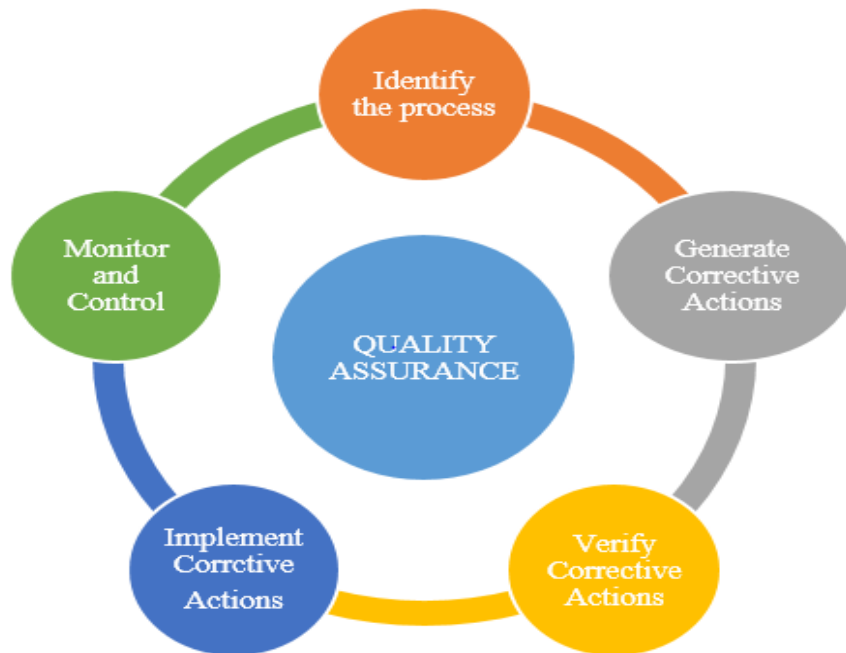 Identify
the process
Generate
Corrective
Actions
Verify
Corrective
Actions
Implement
Corrctive
Actions
Monitor
and
Control
QUALITY
ASSURANCE